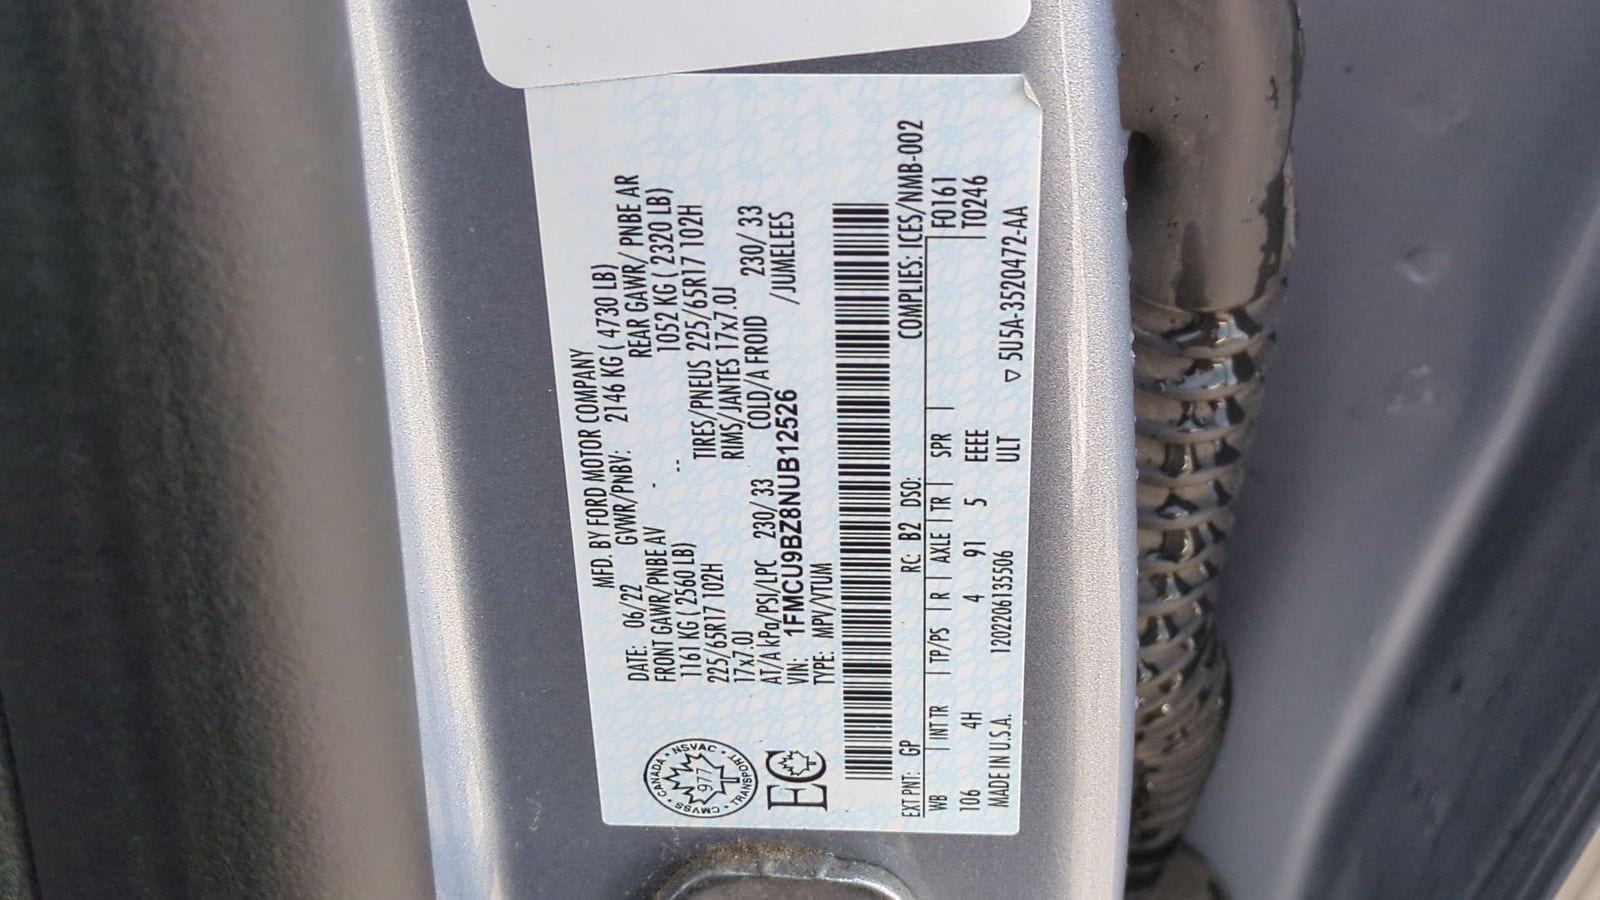 MFD. BY FORD MOTOR COMPANY
DATE: 06/22 GVWR/PNBV: 2146 KG ( 4730 LB)
FRONT GAWR/PNBE AV REAR GAWR/ PNBE AR
1161 KG ( 2560 LB) - -- 1052 KG ( 2320 LB)
225/65R17 102H TIRES/PNEUS 225/65R17 102H
17x7.0J RIMS/JANTES 17x7.0J
AT/A kPa/PSI/LPC 230/ 33 COLD/A FROID 230/ 33
VIN: 1FMCU9BZ8NUB12526 /JUMELEES
TYPE: MPV/VTUM
CANADA • NSVAC • TRANSPORT • CMVSS
977
EC
COMPLIES: ICES/NMB-002
EXT PNT: GP RC: B2 DSO:
WB INT TR TP/PS R AXLE TR SPR F0161
106 4H 4 91 5 EEEE T0246
MADE IN U.S.A. 1202206135506 ULT ▽ 5U5A-3520472-AA